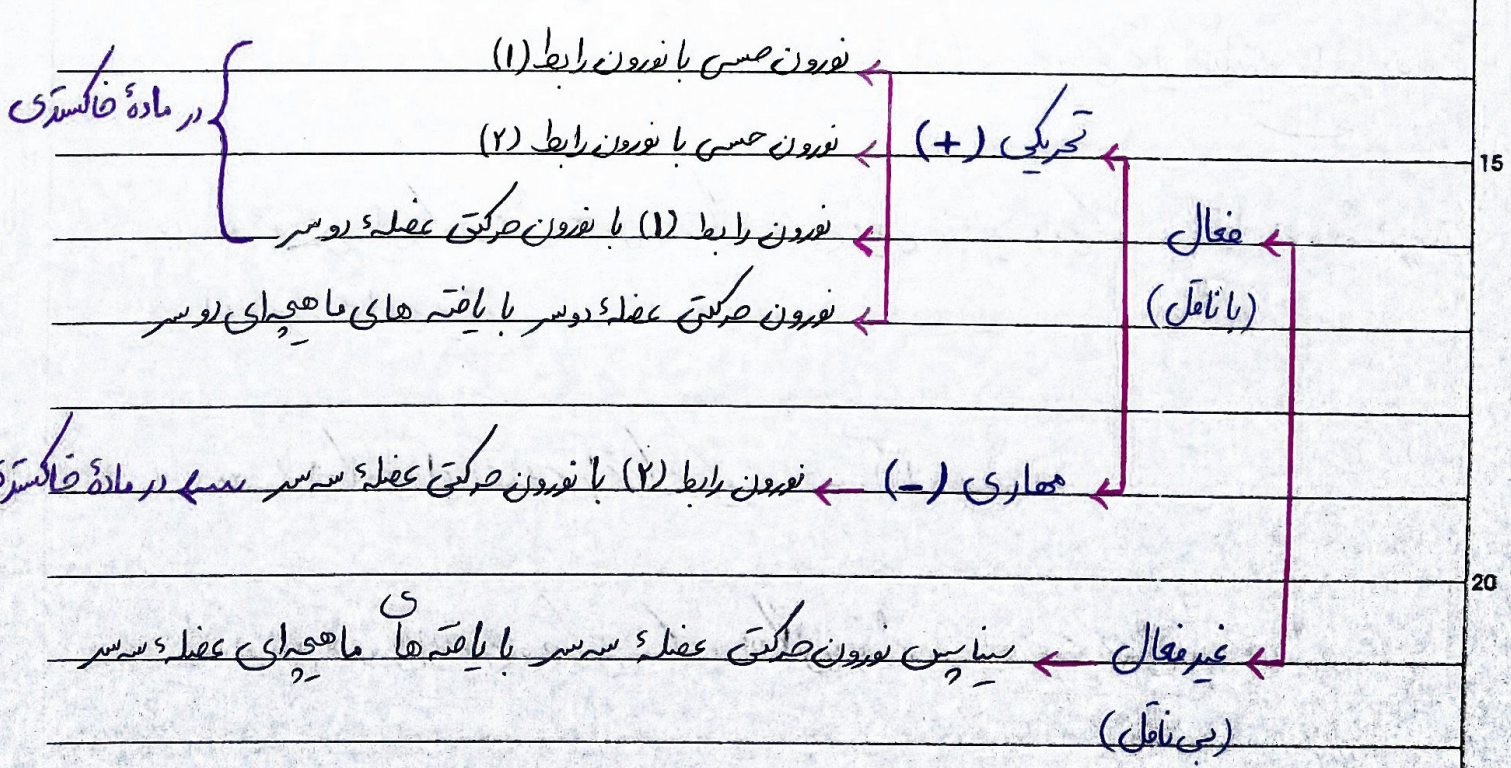 نورون حسی با نورون رابط (۱)
تحریکی (+) نورون حسی با نورون رابط (۲) در مادهٔ خاکستری
15
فعال نورون رابط (۱) با نورون حرکتی عضلهٔ دوسر
(با ناقل) نورون حرکتی عضلهٔ دوسر با یافته های ماهیچه‌ای دوسر
مهاری (-) نورون رابط (۲) با نورون حرکتی عضلهٔ سه‌سر در مادهٔ خاکستری
20
غیرفعال سیناپس نورون حرکتی عضلهٔ سه‌سر با یافته های ماهیچه‌ای عضلهٔ سه‌سر
(بی ناقل)